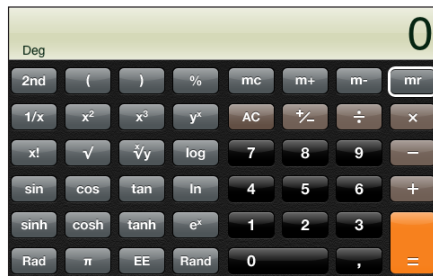 0
Deg
2nd ( ) % mc m+ m- mr
1/x x² x³ yˣ AC +/− ÷ ×
x! √ ˣ√y log 7 8 9 −
sin cos tan ln 4 5 6 +
sinh cosh tanh eˣ 1 2 3
Rad π EE Rand 0 , =